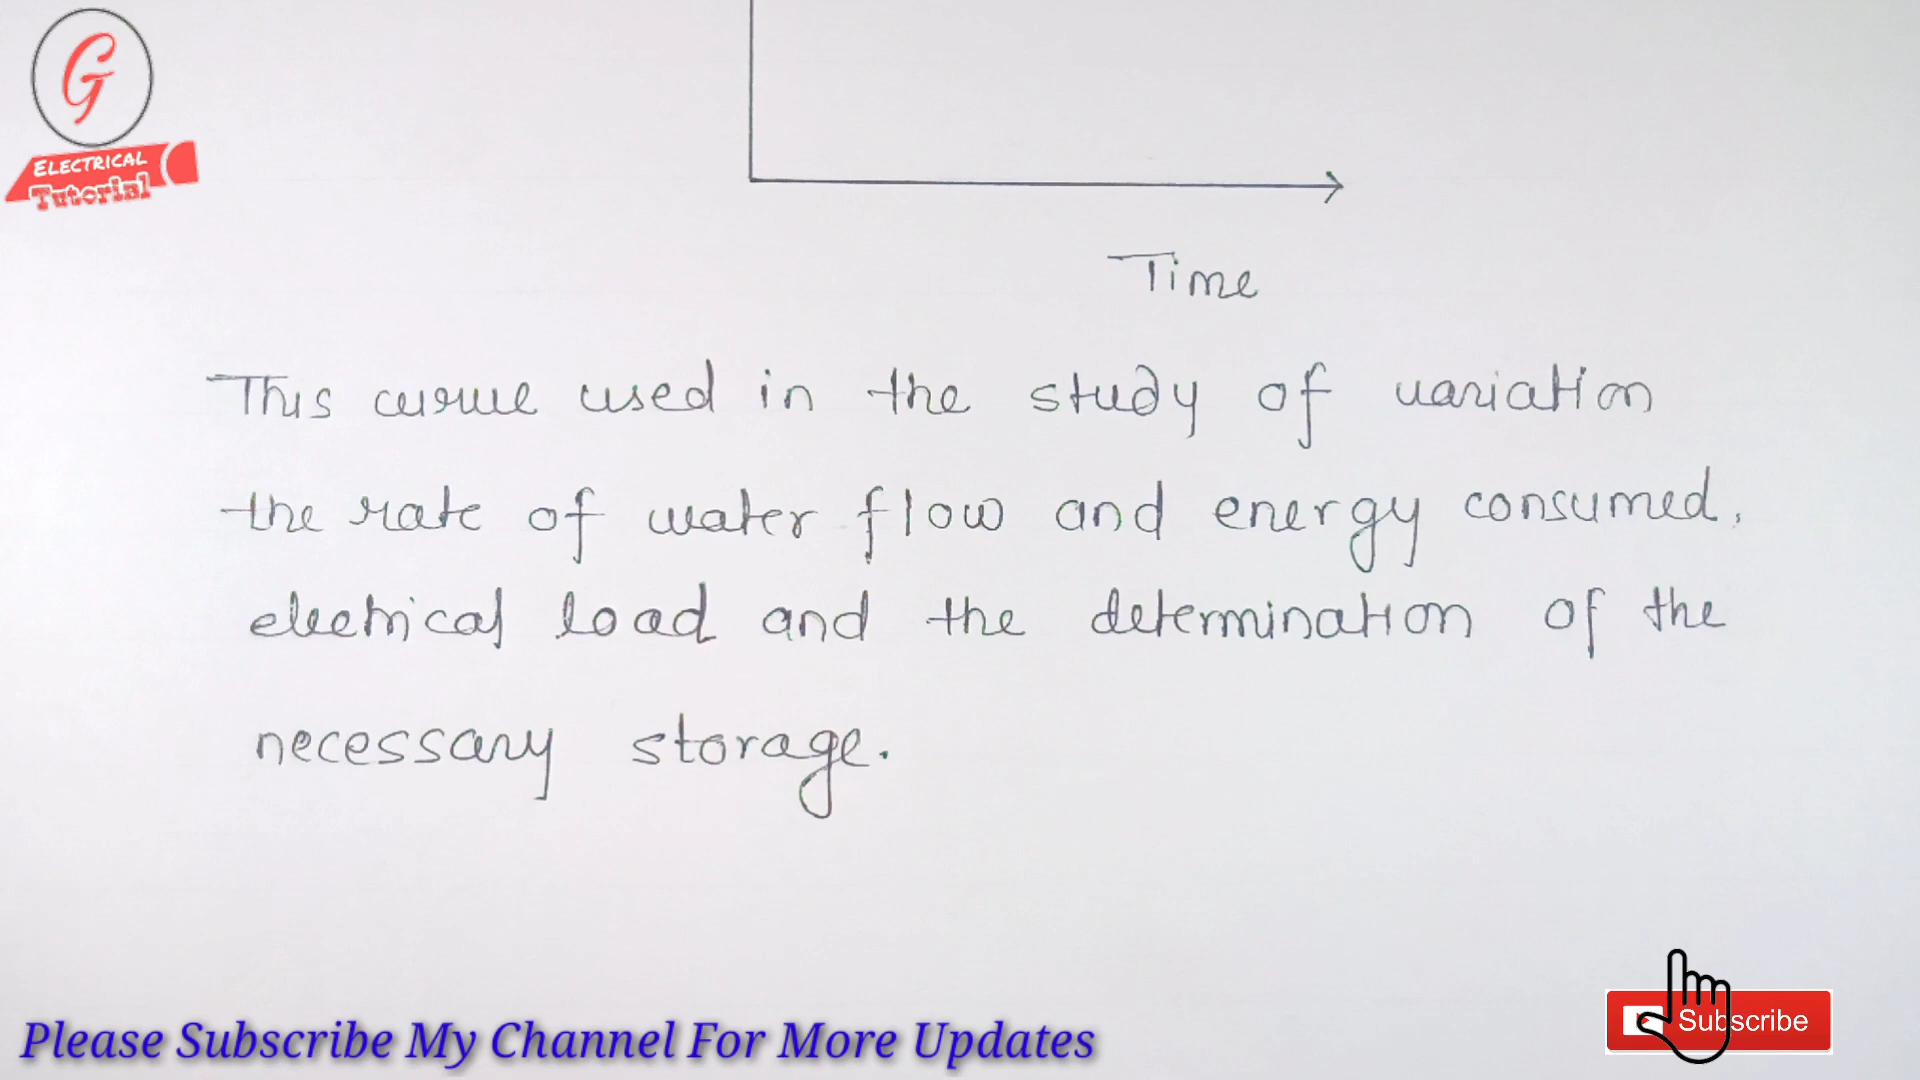 G
ELECTRICAL
Tutorial
Time
This curve used in the study of variation
the rate of water flow and energy consumed,
electrical load and the determination of the
necessary storage.
Please Subscribe My Channel For More Updates
Subscribe